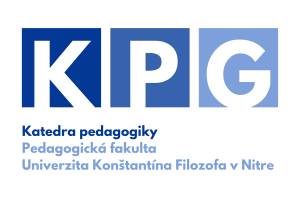 KPG
Katedra pedagogiky
Pedagogická fakulta
Univerzita Konštantína Filozofa v Nitre